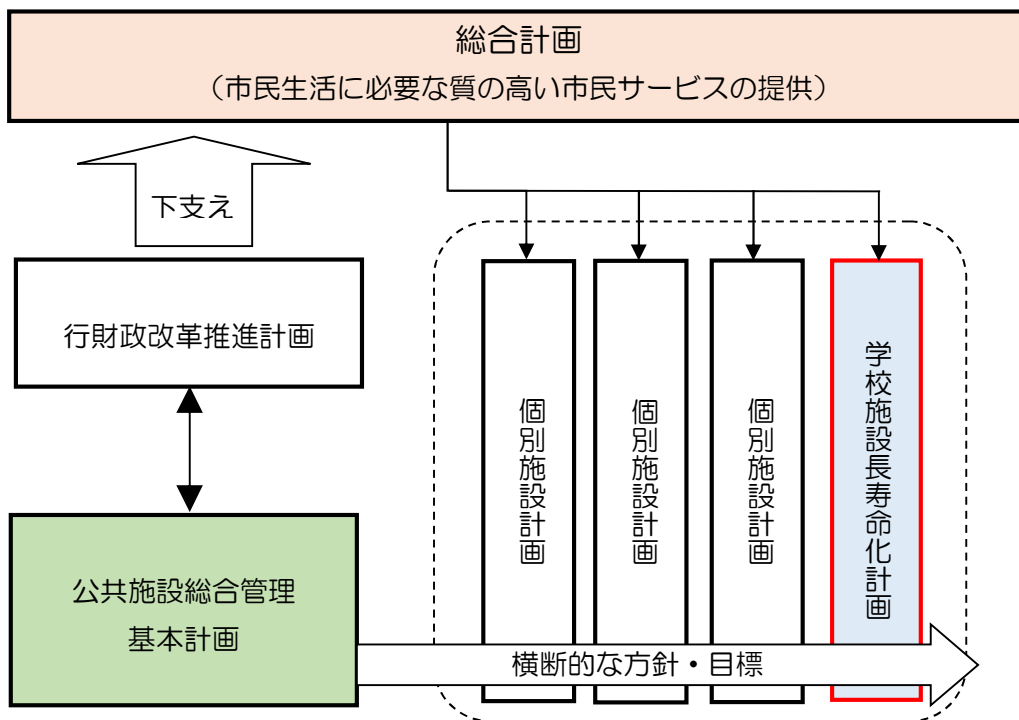 総合計画
（市民生活に必要な質の高い市民サービスの提供）
下支え
行財政改革推進計画
公共施設総合管理
基本計画
個別施設計画
個別施設計画
個別施設計画
学校施設長寿命化計画
横断的な方針・目標